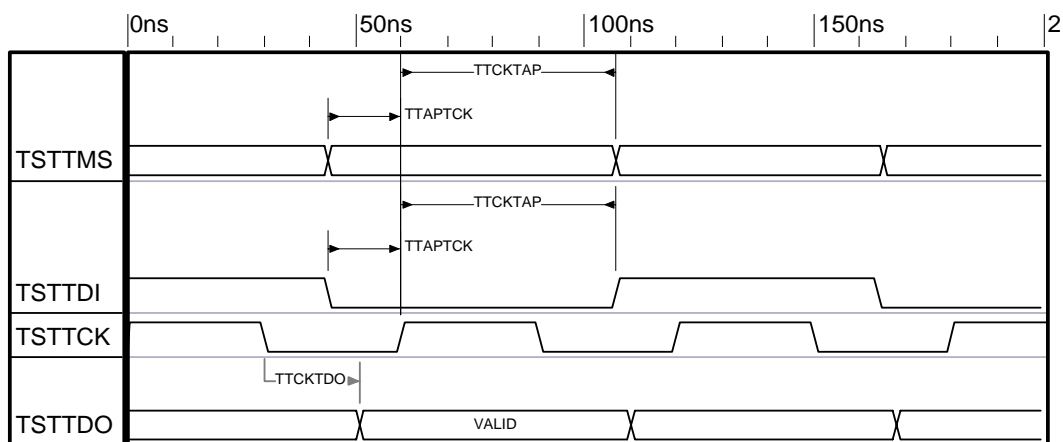 0ns 50ns 100ns 150ns 2
TTCKTAP
TTAPTCK
TSTTMS
TTCKTAP
TTAPTCK
TSTTDI
TSTTCK
TTCKTDO
TSTTDO VALID